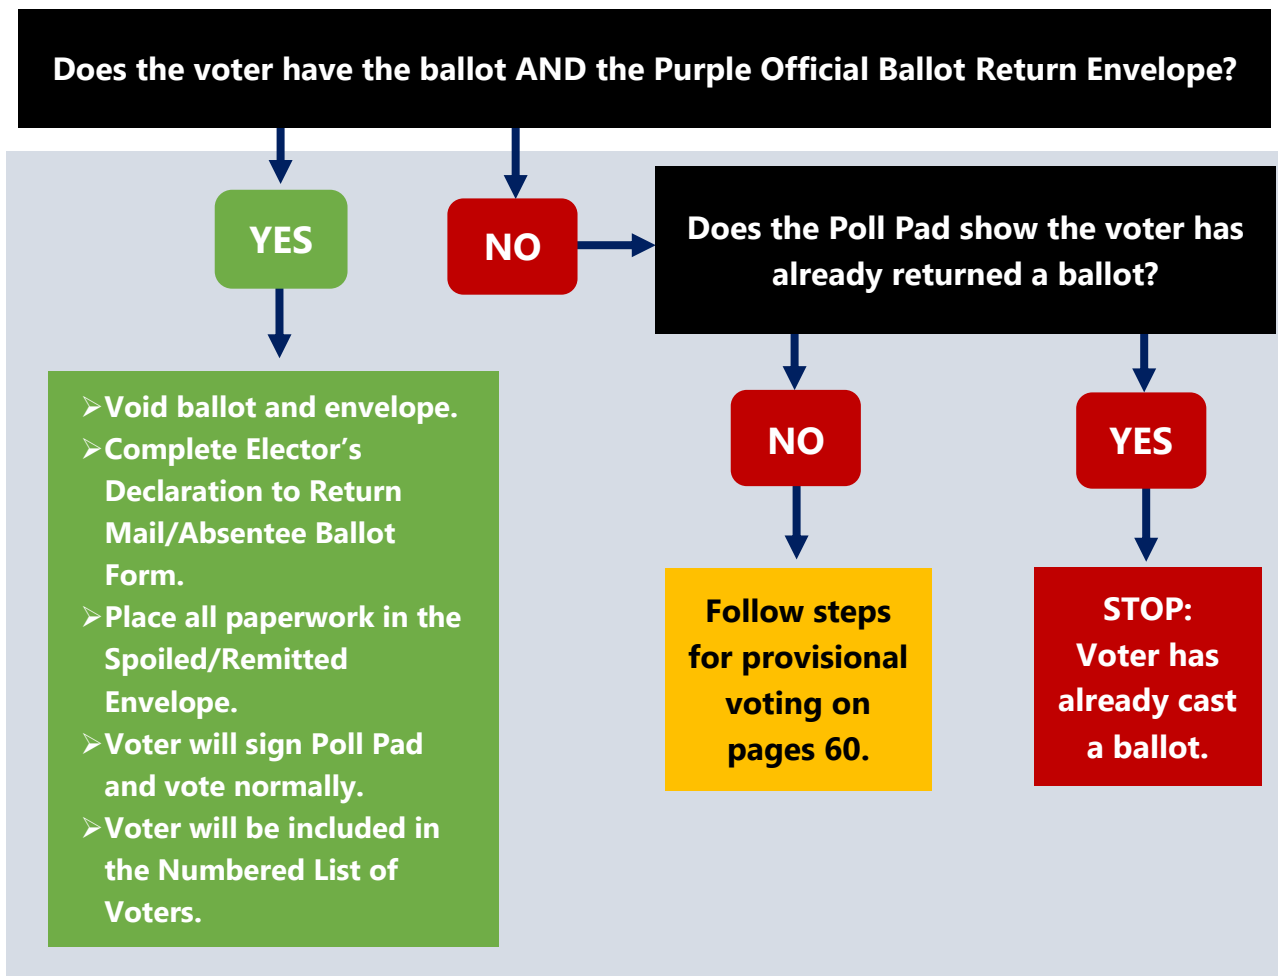 Does the voter have the ballot AND the Purple Official Ballot Return Envelope?
YES
NO
Does the Poll Pad show the voter has
already returned a ballot?
➢Void ballot and envelope.
➢Complete Elector’s
Declaration to Return
Mail/Absentee Ballot
Form.
➢Place all paperwork in the
Spoiled/Remitted
Envelope.
➢Voter will sign Poll Pad
and vote normally.
➢Voter will be included in
the Numbered List of
Voters.
NO
YES
Follow steps
for provisional
voting on
pages 60.
STOP:
Voter has
already cast
a ballot.